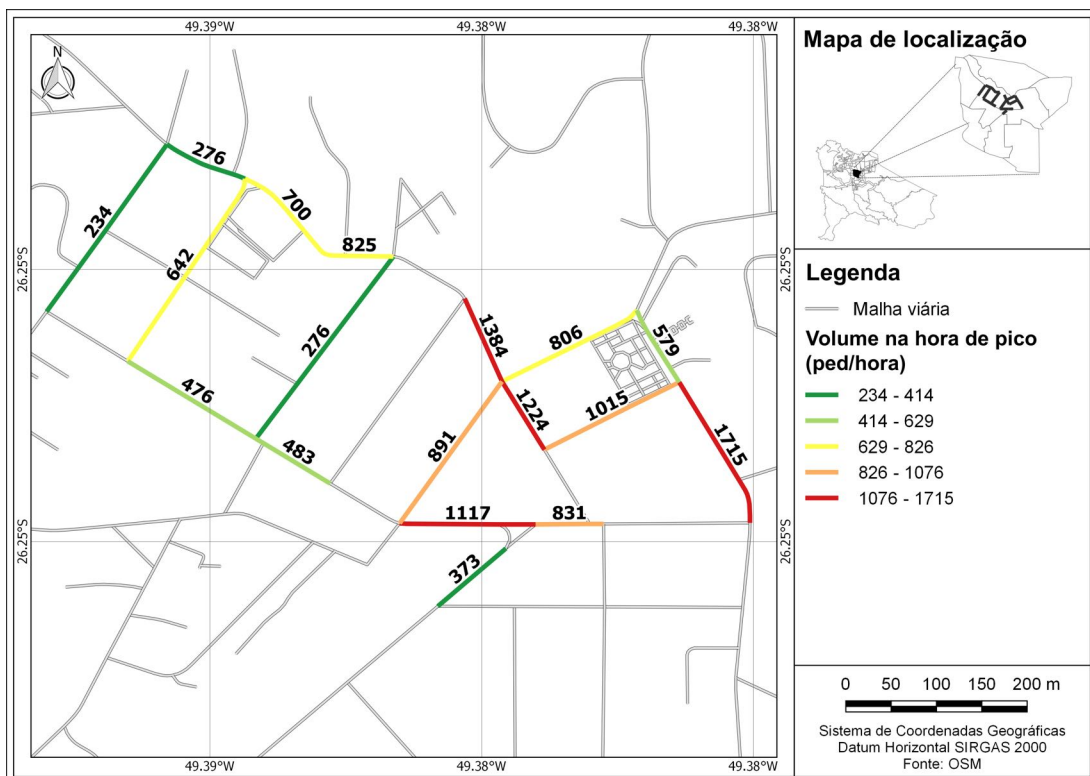 49.39°W
49.38°W
49.38°W
N
26.25°S
26.25°S
26.25°S
26.25°S
276
234
700
825
642
276
1384
806
579
476
1224
1015
891
483
1715
1117
831
373
49.39°W
49.38°W
49.38°W
Mapa de localização
Legenda
Malha viária
Volume na hora de pico
(ped/hora)
234 - 414
414 - 629
629 - 826
826 - 1076
1076 - 1715
0 50 100 150 200 m
Sistema de Coordenadas Geográficas
Datum Horizontal SIRGAS 2000
Fonte: OSM